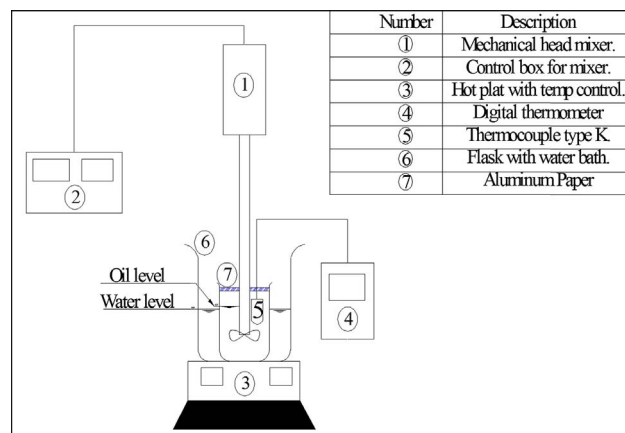 Number Description
① Mechanical head mixer.
② Control box for mixer.
③ Hot plat with temp control.
④ Digital thermometer
⑤ Thermocouple type K.
⑥ Flask with water bath.
⑦ Aluminum Paper
①
②
⑥
⑦
Oil level
Water level
5
④
③